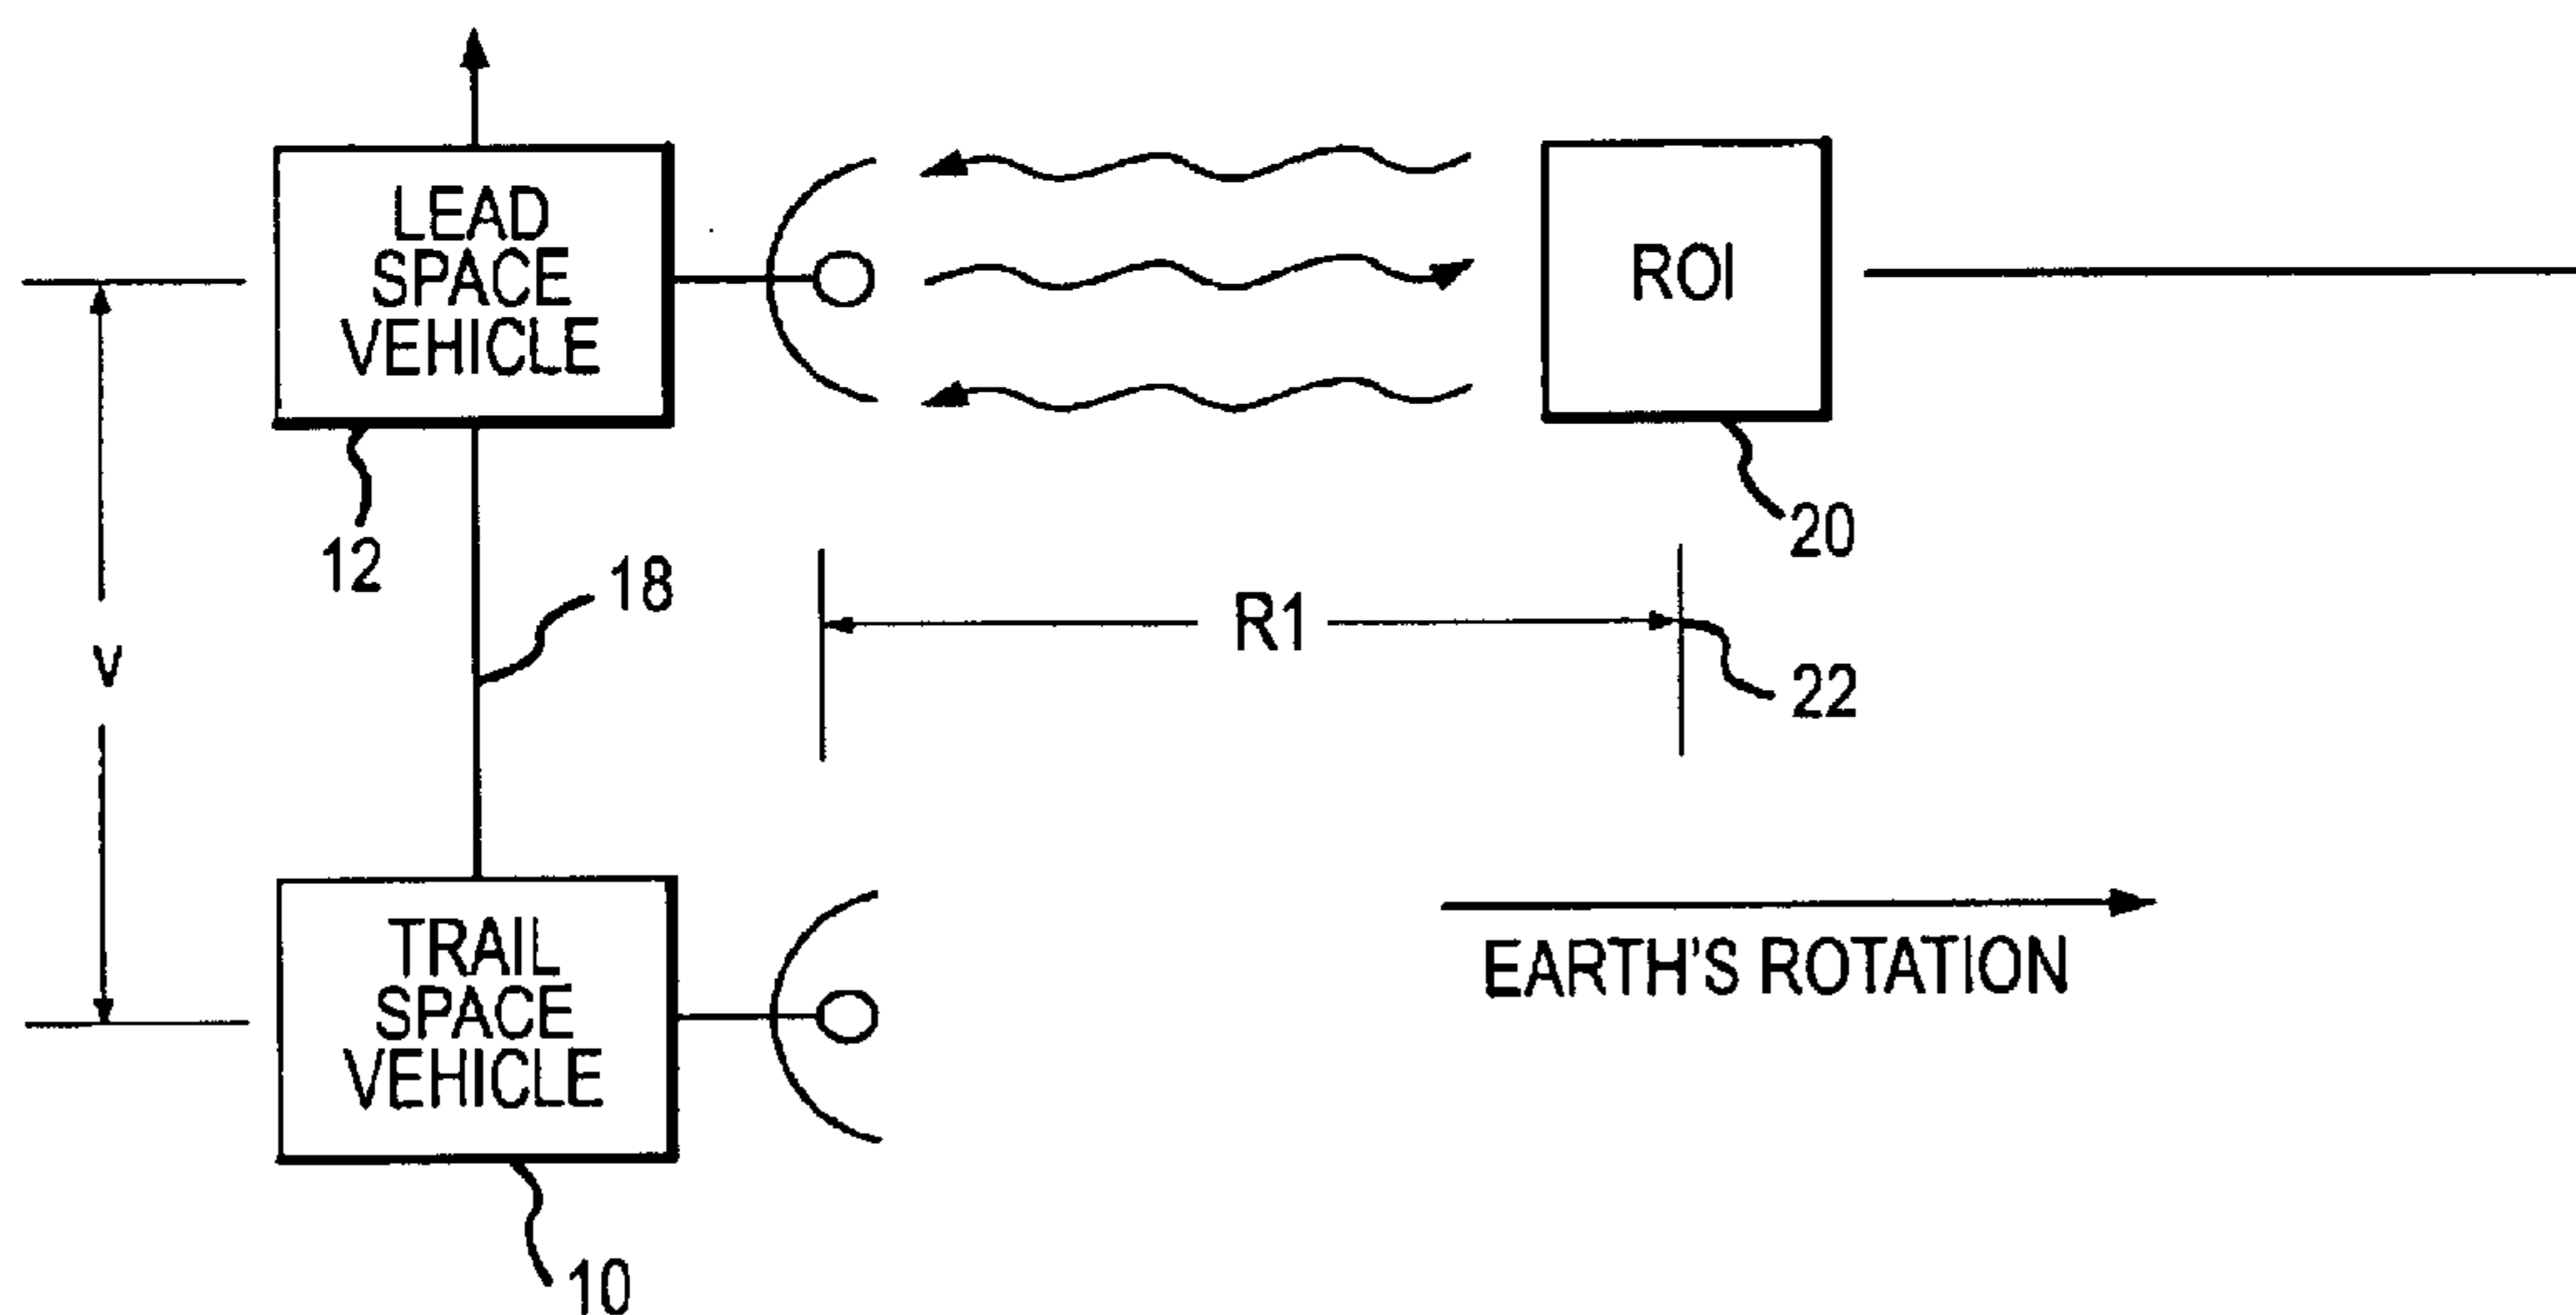 LEAD
SPACE
VEHICLE
ROI
12
18
20
V
R1
22
TRAIL
SPACE
VEHICLE
EARTH'S ROTATION
10